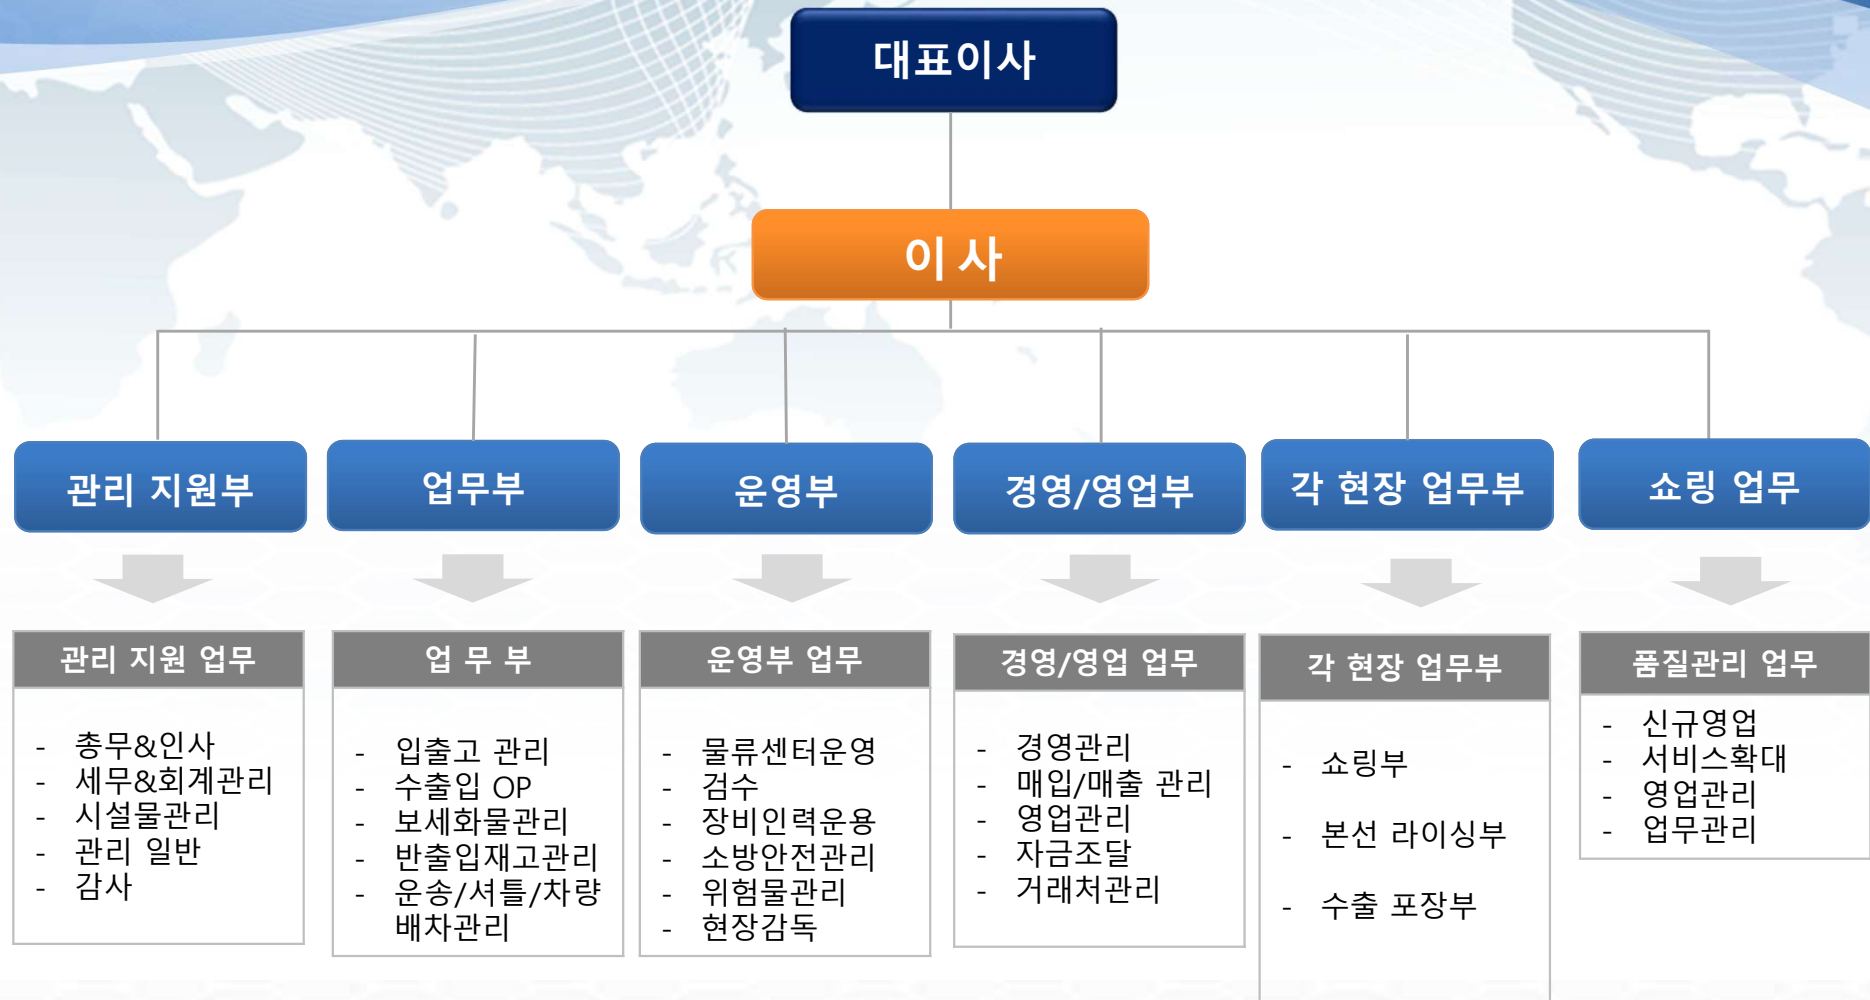 대표이사
이 사
관리 지원부
업무부
운영부
경영/영업부
각 현장 업무부
쇼링 업무
관리 지원 업무
- 총무&인사
- 세무&회계관리
- 시설물관리
- 관리 일반
- 감사
업 무 부
- 입출고 관리
- 수출입 OP
- 보세화물관리
- 반출입재고관리
- 운송/셔틀/차량
배차관리
운영부 업무
- 물류센터운영
- 검수
- 장비인력운용
- 소방안전관리
- 위험물관리
- 현장감독
경영/영업 업무
- 경영관리
- 매입/매출 관리
- 영업관리
- 자금조달
- 거래처관리
각 현장 업무부
- 쇼링부
- 본선 라이싱부
- 수출 포장부
품질관리 업무
- 신규영업
- 서비스확대
- 영업관리
- 업무관리